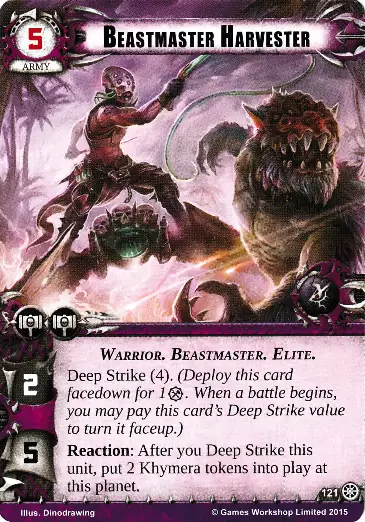 5
ARMY
BEASTMASTER HARVESTER
WARRIOR. BEASTMASTER. ELITE.
2
Deep Strike (4). (Deploy this card
facedown for 1. When a battle begins,
you may pay this card's Deep Strike value
to turn it faceup.)
5
Reaction: After you Deep Strike this
unit, put 2 Khymera tokens into play at
this planet.
121
Illus. Dinodrawing
© Games Workshop Limited 2015